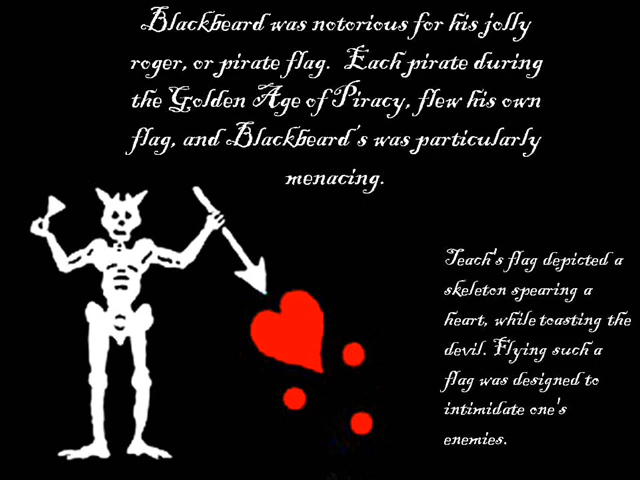 Blackbeard was notorious for his jolly
roger, or pirate flag. Each pirate during
the Golden Age of Piracy, flew his own
flag, and Blackbeard's was particularly
menacing.
Teach's flag depicted a
skeleton spearing a
heart, while toasting the
devil. Flying such a
flag was designed to
intimidate one's
enemies.